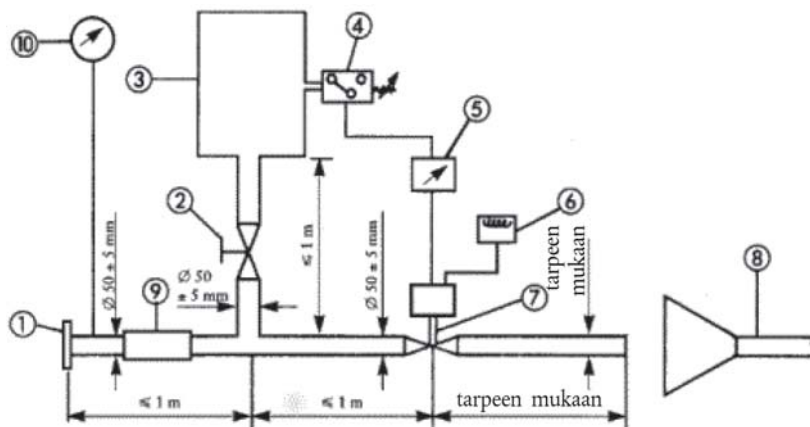 10
4
3
5
2
6
≤ 1 m
tarpeen
mukaan
Ø 50 ± 5 mm
Ø 50
± 5 mm
Ø 50 ± 5 mm
9
7
8
1
≤ 1 m
≤ 1 m
tarpeen mukaan